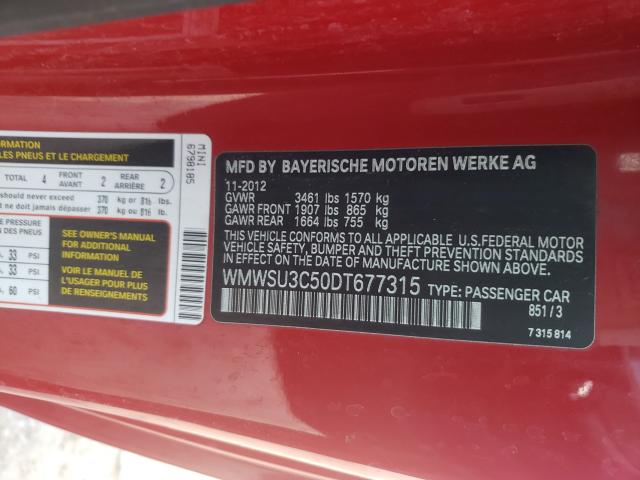 ORMATION
LES PNEUS ET LE CHARGEMENT
TOTAL 4 FRONT AVANT 2 REAR ARRIÈRE 2
should never exceed 370 kg or 816 lbs.
ne doit jamais dépasser 370 kg ou 816 lb.
E PRESSURE
ON DES PNEUS
33 PSI
33 PSI
60 PSI
SEE OWNER'S MANUAL
FOR ADDITIONAL
INFORMATION
VOIR LE MANUEL DE
L'USAGER POUR PLUS
DE RENSEIGNEMENTS
MINI
6798185
MFD BY BAYERISCHE MOTOREN WERKE AG
11-2012
GVWR 3461 lbs 1570 kg
GAWR FRONT 1907 lbs 865 kg
GAWR REAR 1664 lbs 755 kg
THIS VEHICLE CONFORMS TO ALL APPLICABLE U.S.FEDERAL MOTOR
VEHICLE SAFETY, BUMPER AND THEFT PREVENTION STANDARDS
IN EFFECT ON THE DATE OF MANUFACTURE SHOWN ABOVE.
WMWSU3C50DT677315 TYPE: PASSENGER CAR
851/3
7 315 814